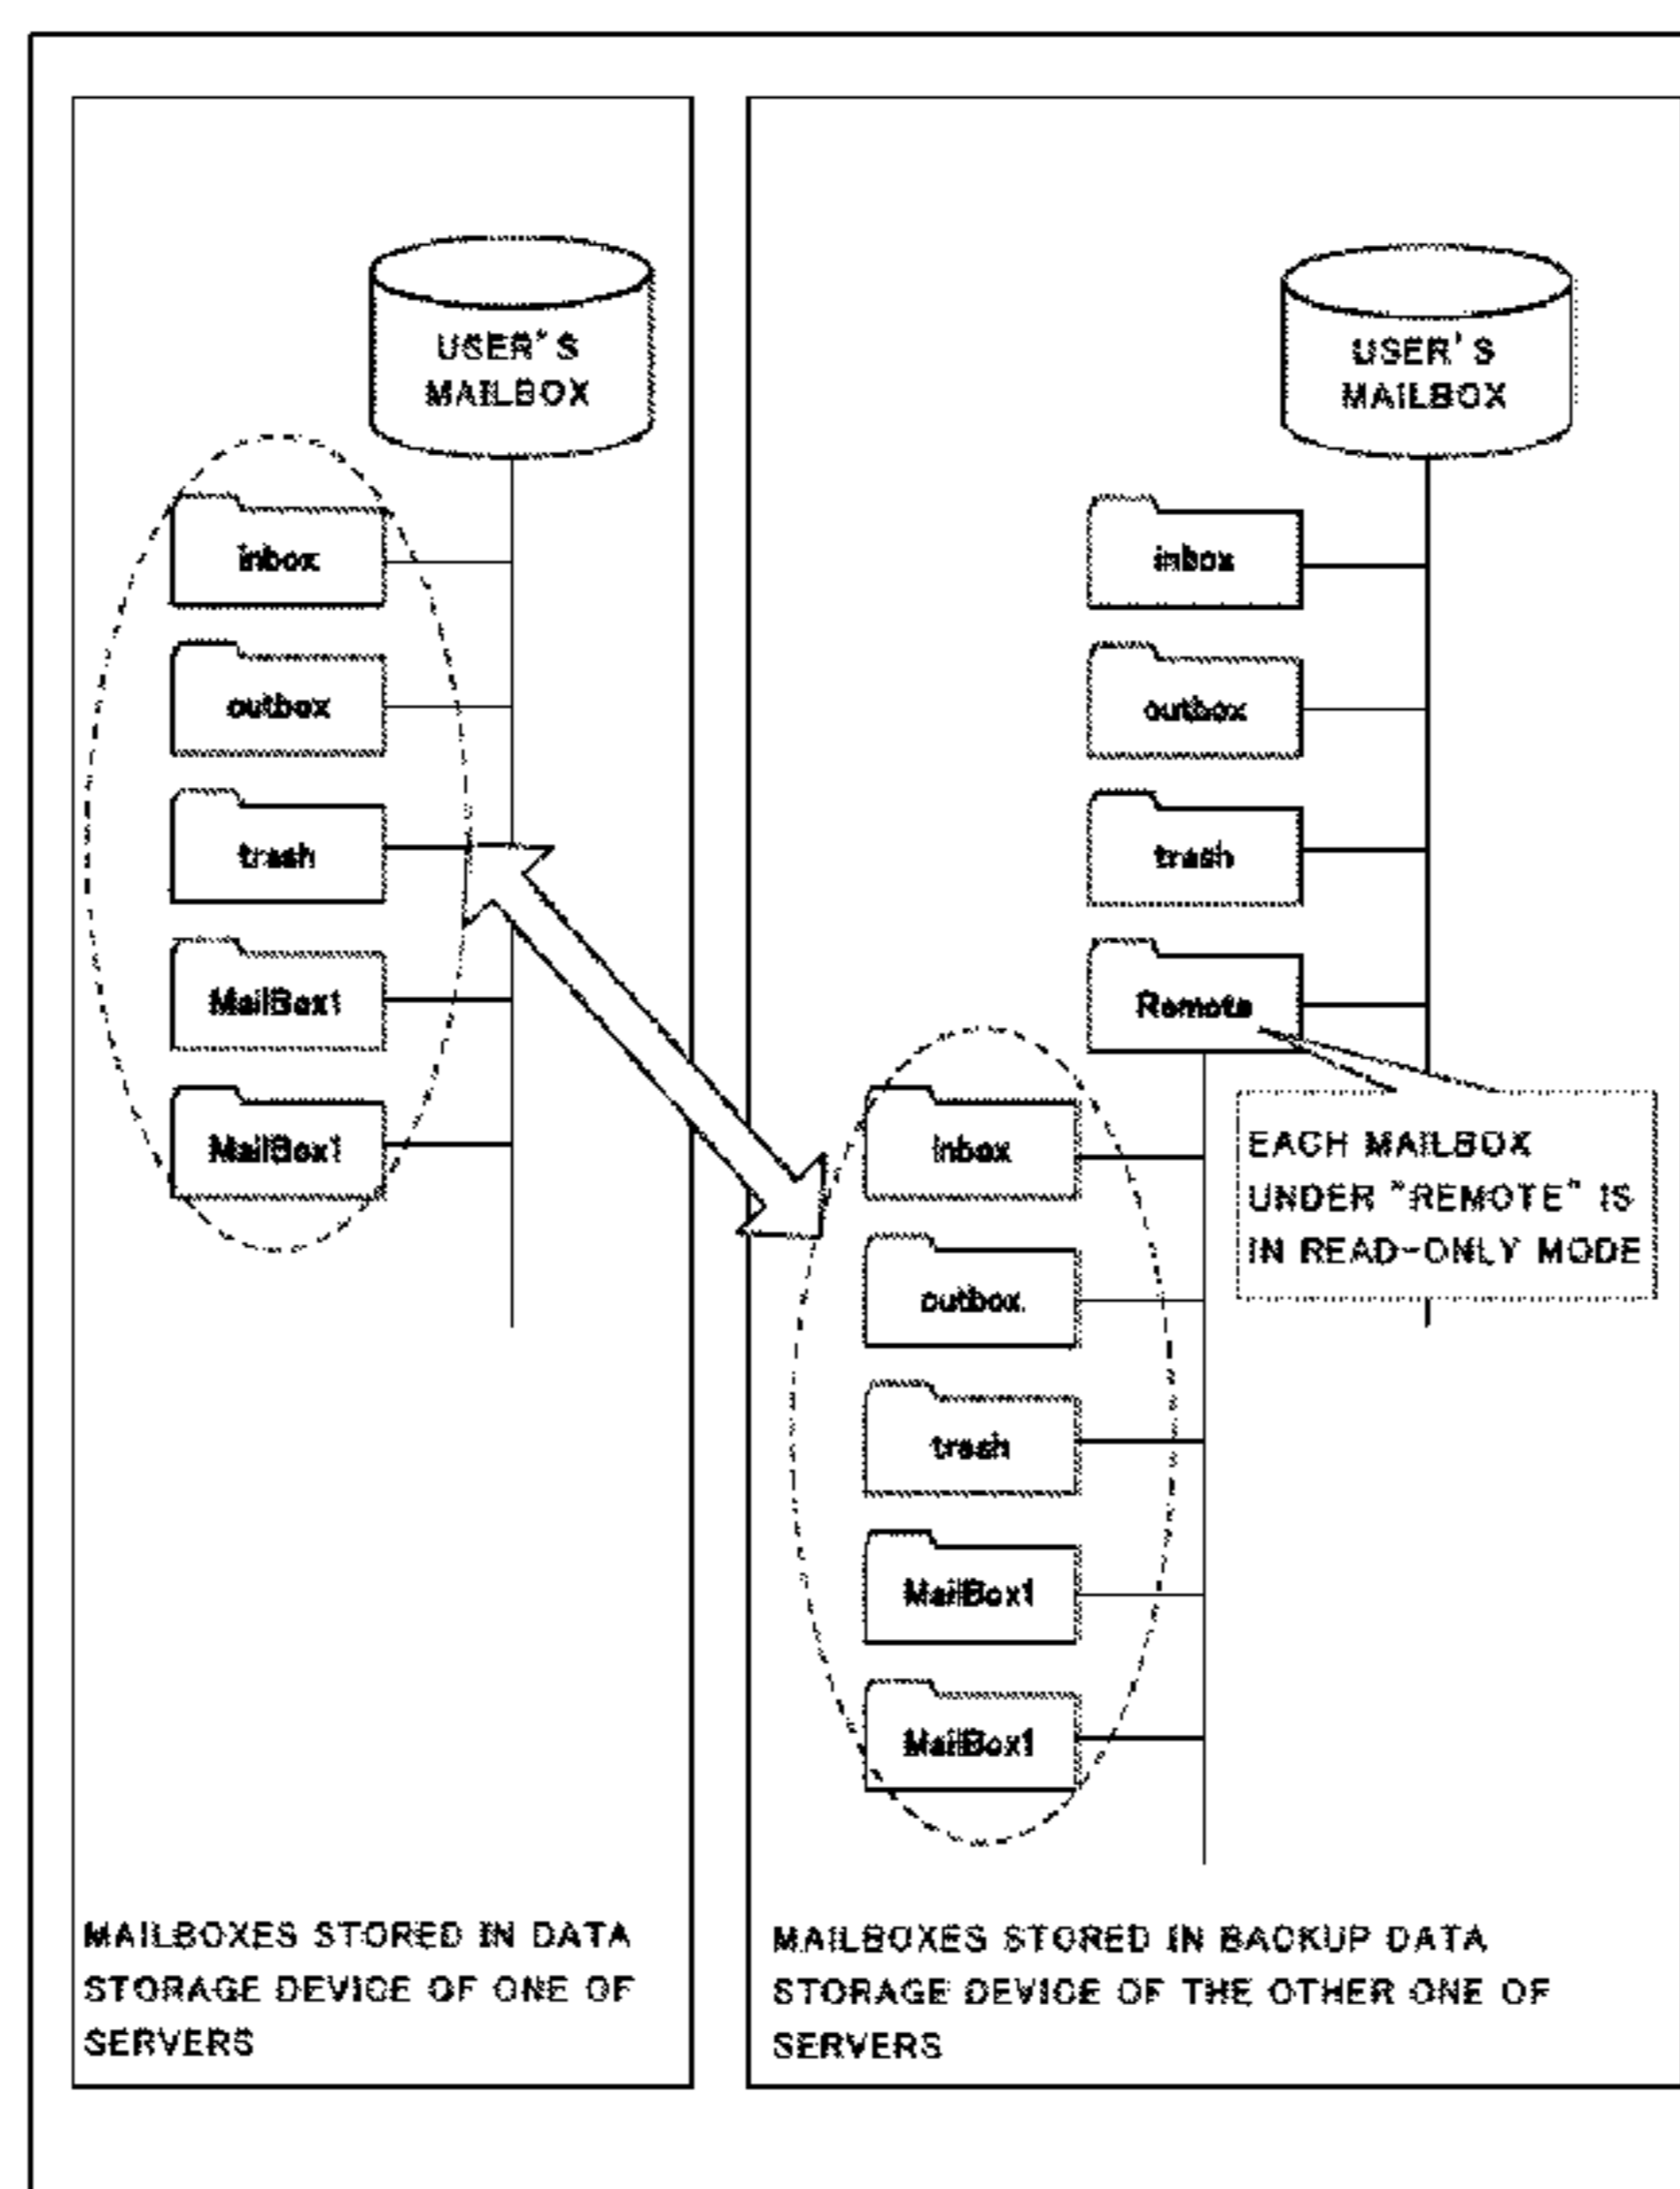 USER'S
MAILBOX
inbox
outbox
trash
MailBox1
MailBox1
MAILBOXES STORED IN DATA
STORAGE DEVICE OF ONE OF
SERVERS
USER'S
MAILBOX
inbox
outbox
trash
Remote
EACH MAILBOX
UNDER "REMOTE" IS
IN READ-ONLY MODE
inbox
outbox
trash
MailBox1
MailBox1
MAILBOXES STORED IN BACKUP DATA
STORAGE DEVICE OF THE OTHER ONE OF
SERVERS